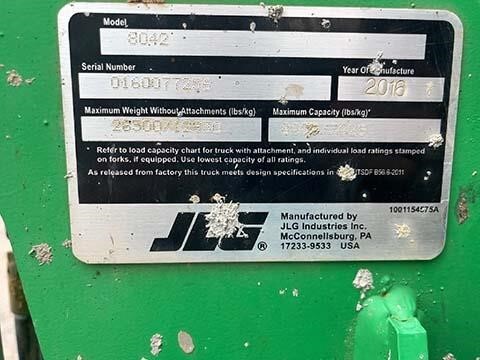 Model
8042
Serial Number
Year Of Manufacture
2016
Maximum Weight Without Attachments (lbs/kg)
Maximum Capacity (lbs/kg)*
* Refer to load capacity chart for truck with attachment, and individual load ratings stamped
on forks, if equipped. Use lowest capacity of all ratings.
As released from factory this truck meets design specifications in B56.6-2011
JLG
®
Manufactured by
JLG Industries Inc.
McConnellsburg, PA
17233-9533 USA
1001154575A